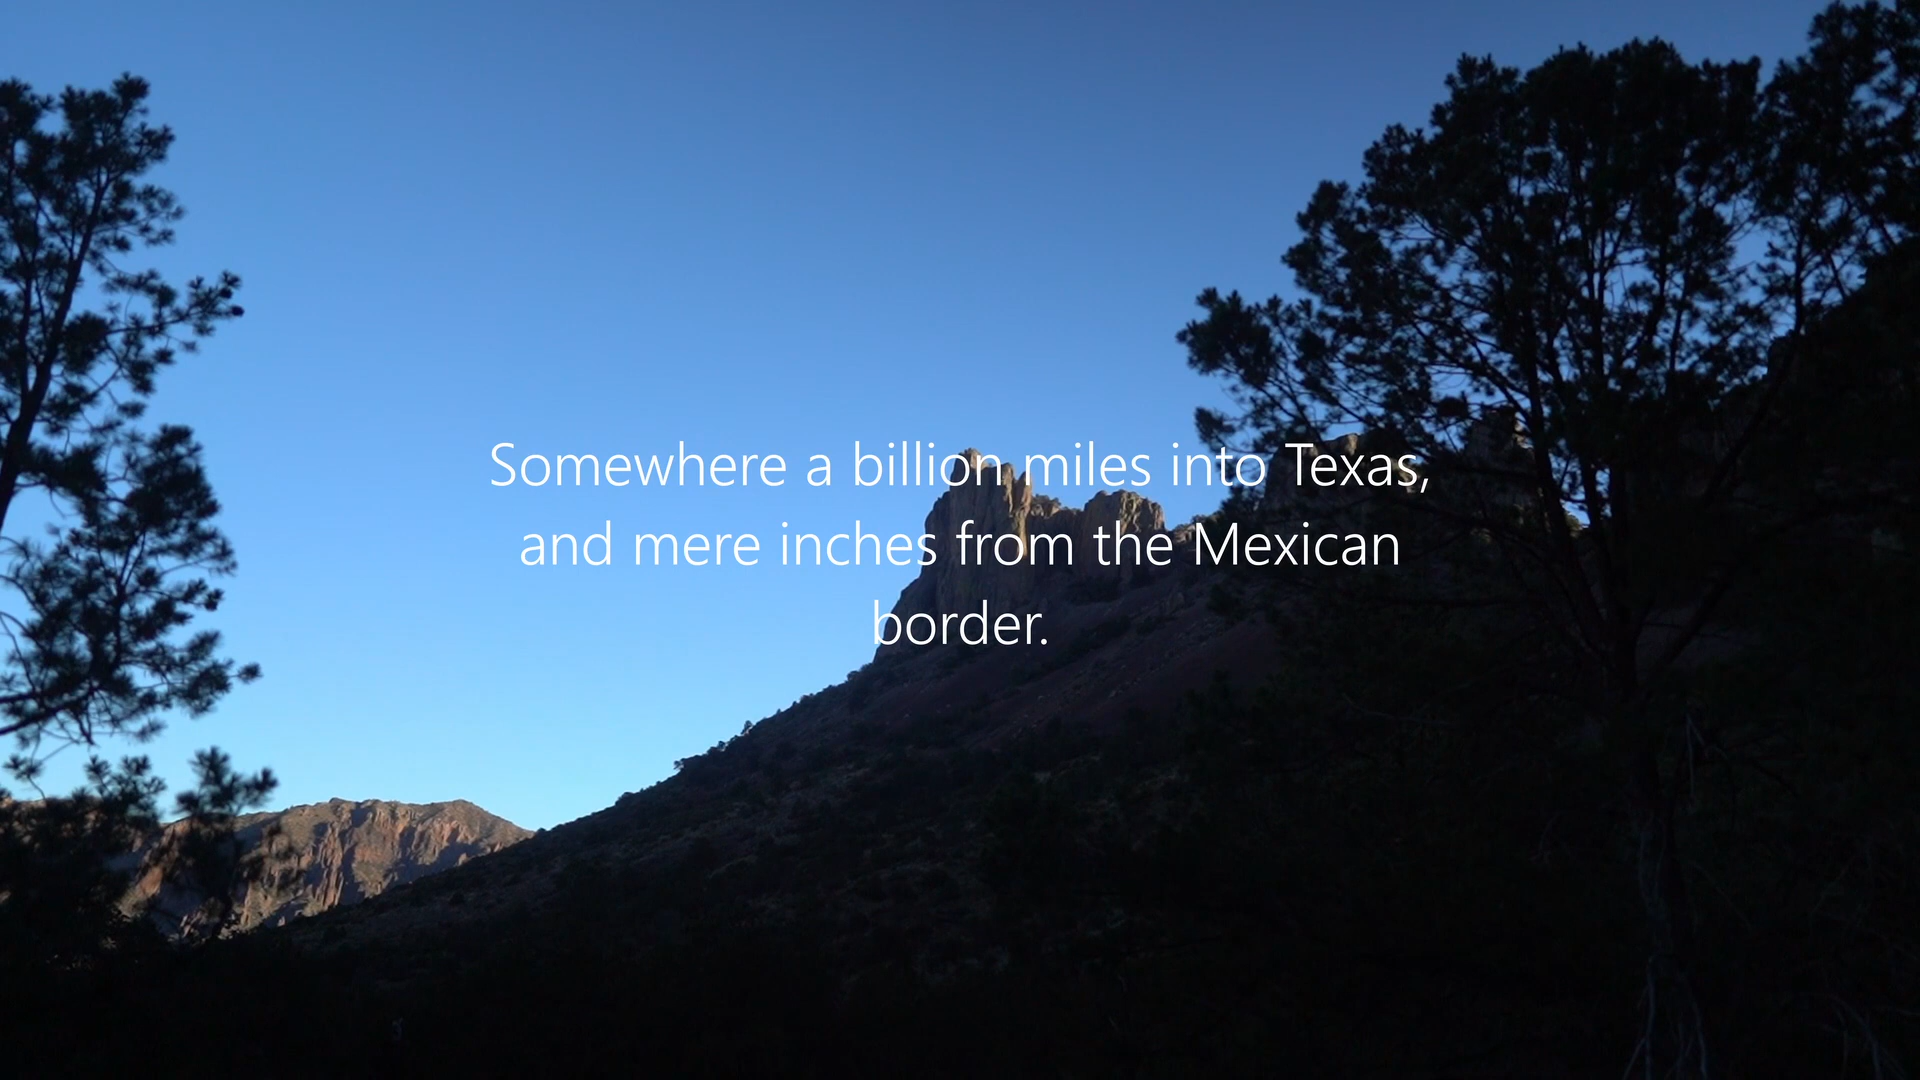 Somewhere a billion miles into Texas,
and mere inches from the Mexican
border.